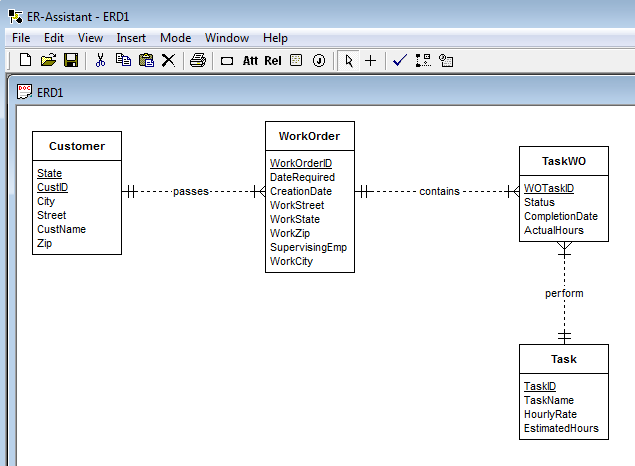 ER-Assistant - ERD1
File Edit View Insert Mode Window Help
Att Rel J
DOC ERD1
Customer
State
CustID
City
Street
CustName
Zip
passes
WorkOrder
WorkOrderID
DateRequired
CreationDate
WorkStreet
WorkState
WorkZip
SupervisingEmp
WorkCity
contains
TaskWO
WOTaskID
Status
CompletionDate
ActualHours
perform
Task
TaskID
TaskName
HourlyRate
EstimatedHours